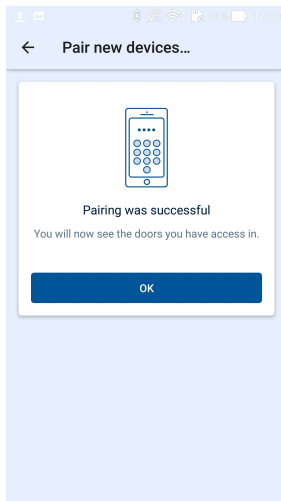 Pair new devices...
Pairing was successful
You will now see the doors you have access in.
OK